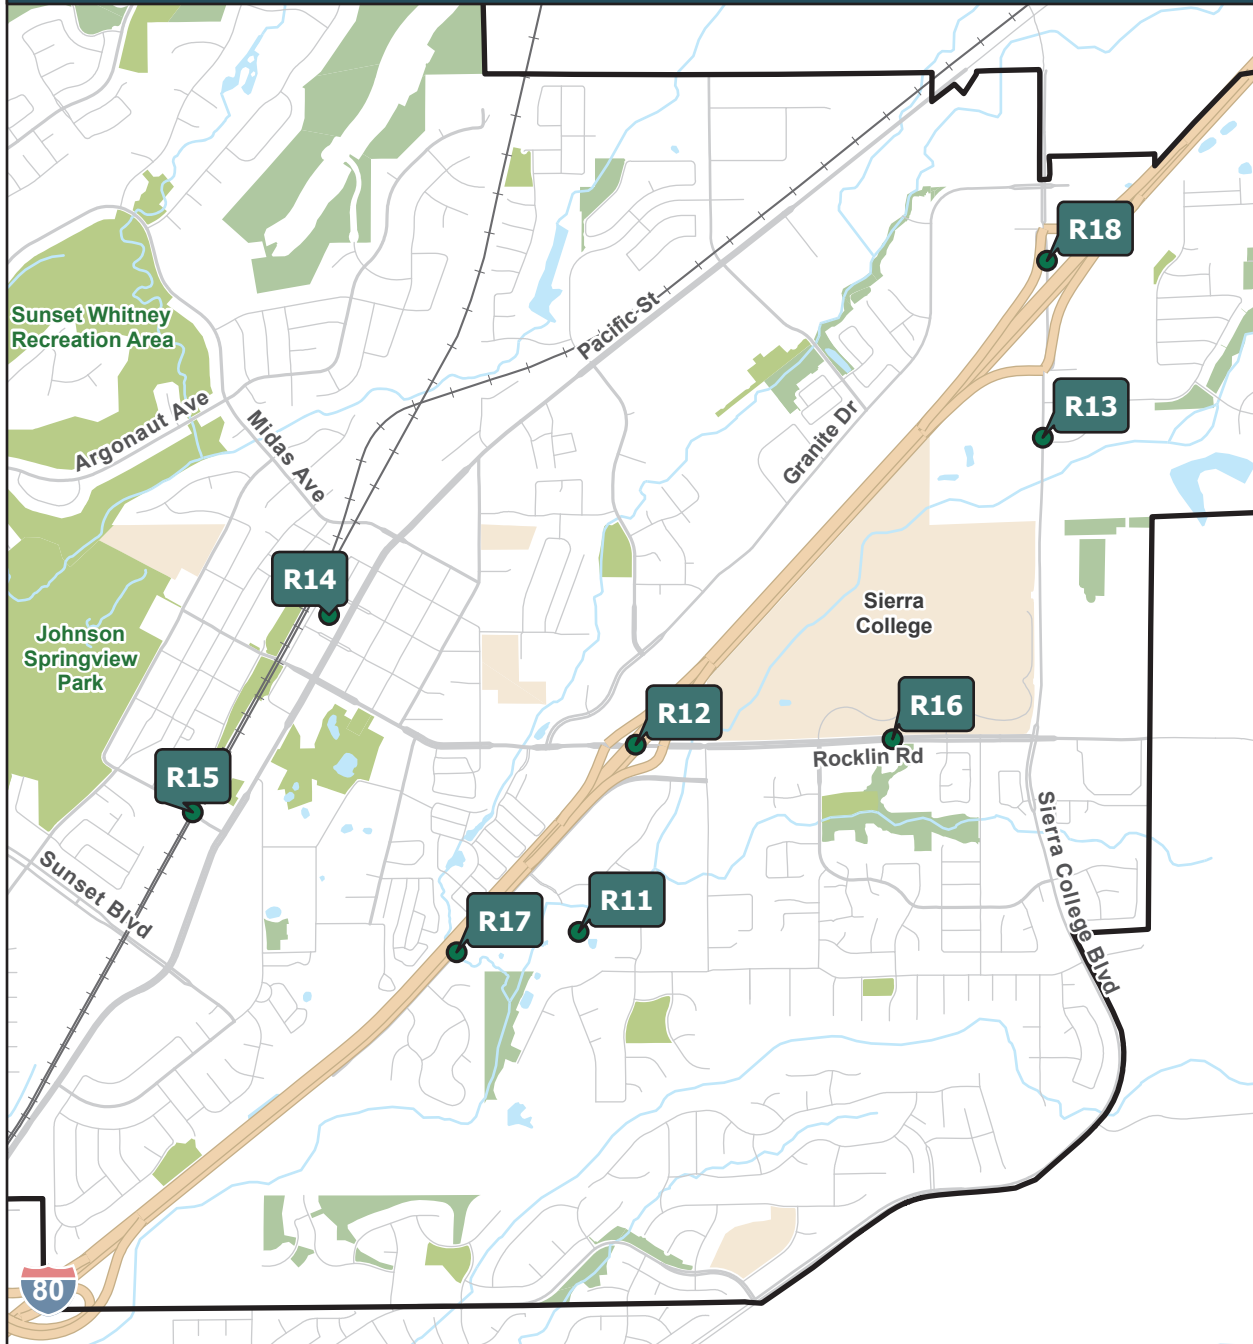 R18
Pacific St
Sunset Whitney
Recreation Area
R13
Argonaut Ave
Midas Ave
Granite Dr
R14
Sierra
College
Johnson
Springview
Park
R12
R16
Rocklin Rd
R15
Sierra College Blvd
Sunset Blvd
R11
R17
80